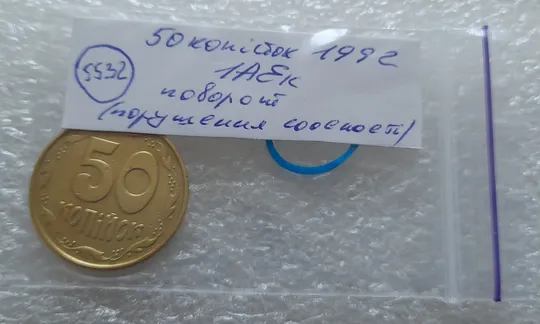 50 копійок 1992
5532
1АЕк
поворот
(порушення соосності)
50
КОПІЙОК